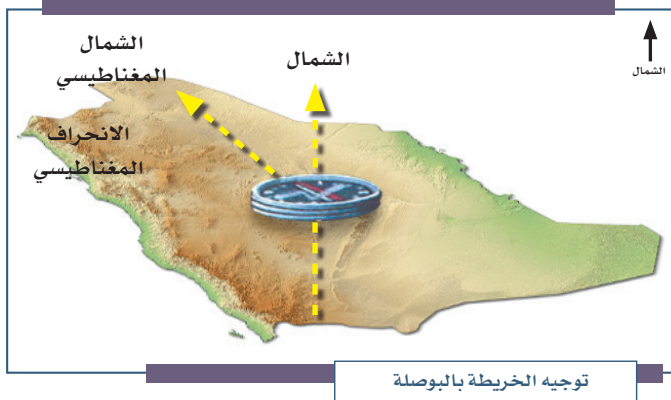 الشمال
الشمال
المغناطيسي
الشمال
الانحراف
المغناطيسي
توجيه الخريطة بالبوصلة